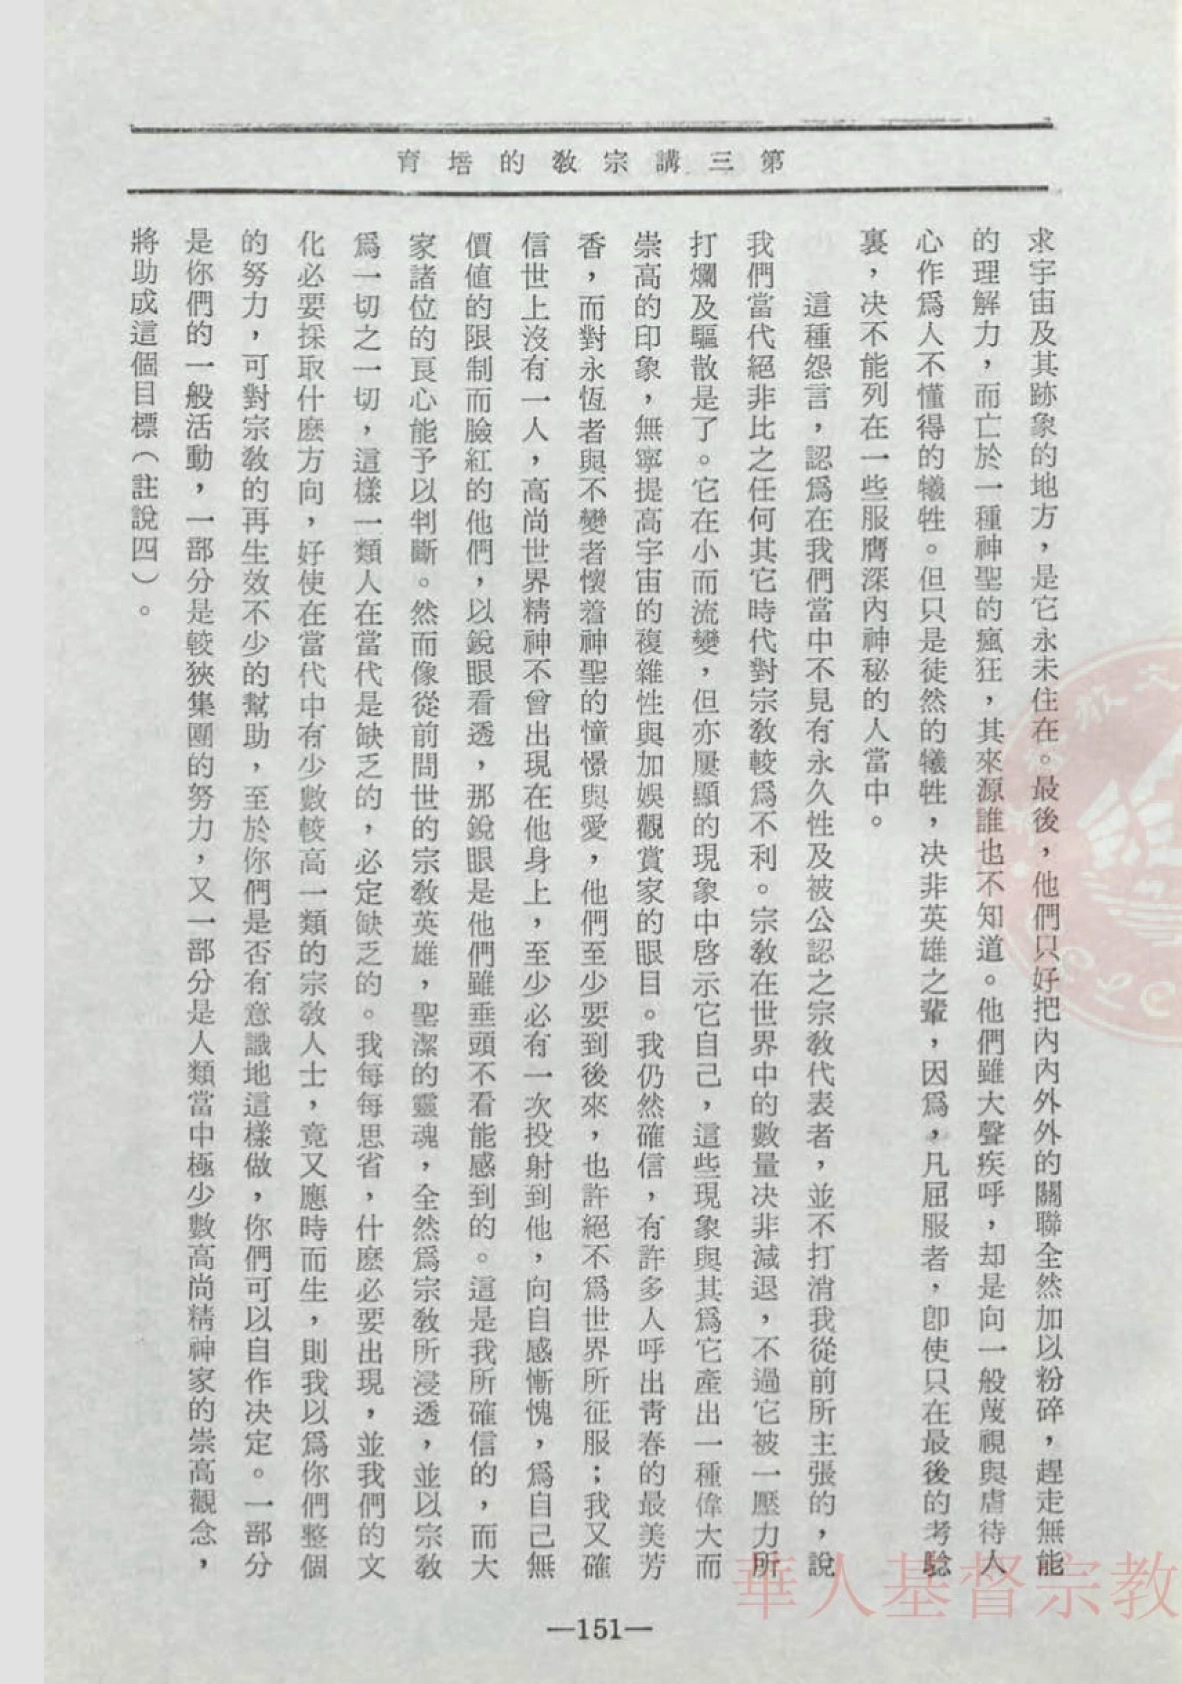 第三講宗教的培育
求宇宙及其跡象的地方，是它永未住在。最後，他們只好把內內外外的關聯全然加以粉碎，趕走無能
的理解力，而亡於一種神聖的瘋狂，其來源誰也不知道。他們雖大聲疾呼，却是向一般蔑視與虐待人
心作爲人不懂得的犧牲。但只是徒然的犧牲，决非英雄之輩，因爲，凡屈服者，卽使只在最後的考騐
裏，决不能列在一些服膺深內神秘的人當中。
這種怨言，認爲在我們當中不見有永久性及被公認之宗教代表者，並不打消我從前所主張的，說
我們當代絕非比之任何其它時代對宗教較爲不利。宗教在世界中的數量决非減退，不過它被一壓力所
打爛及驅散是了。它在小而流變，但亦屢顯的現象中啓示它自己，這些現象與其爲它產出一種偉大而
崇高的印象，無寧提高宇宙的複雜性與加娛觀賞家的眼目。我仍然確信，有許多人呼出靑春的最美芳
香，而對永恆者與不變者懷着神聖的憧憬與愛，他們至少要到後來，也許絕不爲世界所征服；我又確
信世上沒有一人，高尚世界精神不曾出現在他身上，至少必有一次投射到他，向自感慚愧，爲自己無
價值的限制而臉紅的他們，以銳眼看透，那銳眼是他們雖垂頭不看能感到的。這是我所確信的，而大
家諸位的良心能予以判斷。然而像從前問世的宗教英雄，聖潔的靈魂，全然爲宗教所浸透，並以宗教
爲一切之一切，這樣一類人在當代是缺乏的，必定缺乏的。我每每思省，什麽必要出現，並我們的文
化必要採取什麽方向，好使在當代中有少數較高一類的宗教人士，竟又應時而生，則我以爲你們整個
的努力，可對宗教的再生效不少的幫助，至於你們是否有意識地這樣做，你們可以自作决定。一部分
是你們的一般活動，一部分是較狹集團的努力，又一部分是人類當中極少數高尚精神家的崇高觀念，
將助成這個目標（註說四）。
—151—
華人基督宗教